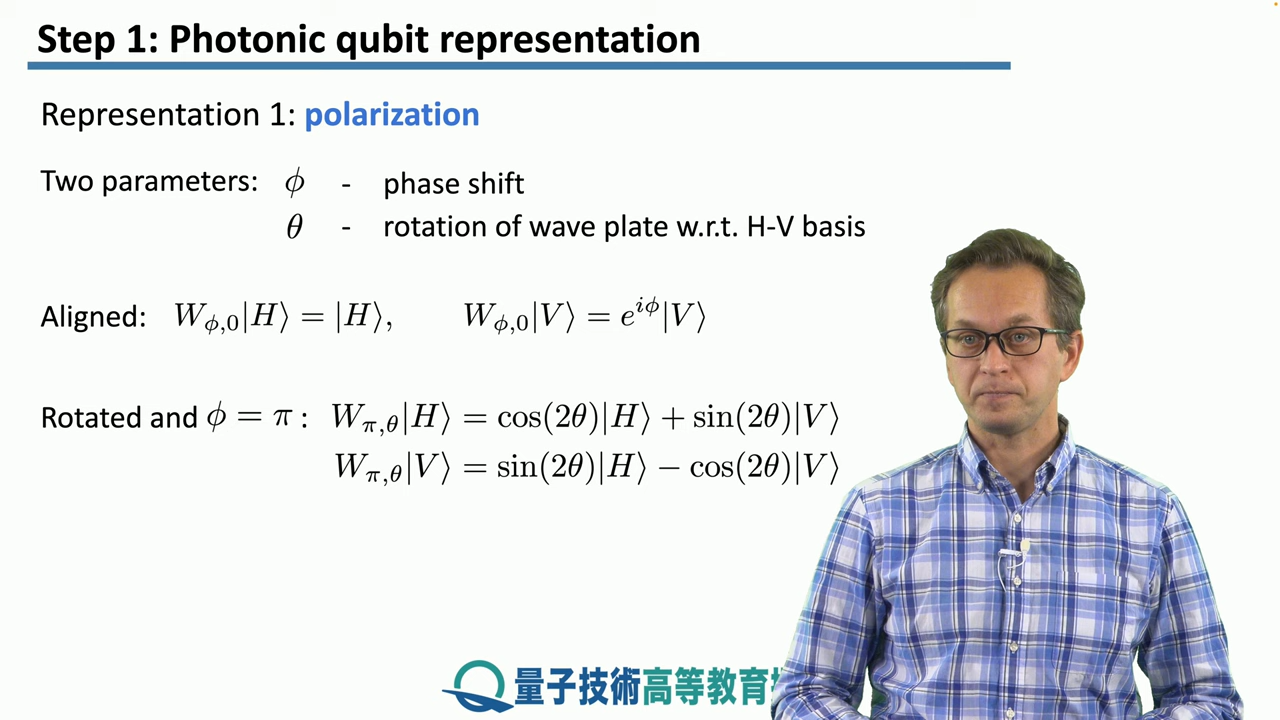 Step 1: Photonic qubit representation
Representation 1: polarization
Two parameters: ϕ - phase shift
θ - rotation of wave plate w.r.t. H-V basis
Aligned: W_{ϕ,0}|H⟩ = |H⟩, W_{ϕ,0}|V⟩ = e^{iϕ}|V⟩
Rotated and ϕ = π : W_{π,θ}|H⟩ = cos(2θ)|H⟩ + sin(2θ)|V⟩
W_{π,θ}|V⟩ = sin(2θ)|H⟩ − cos(2θ)|V⟩
量子技術高等教育